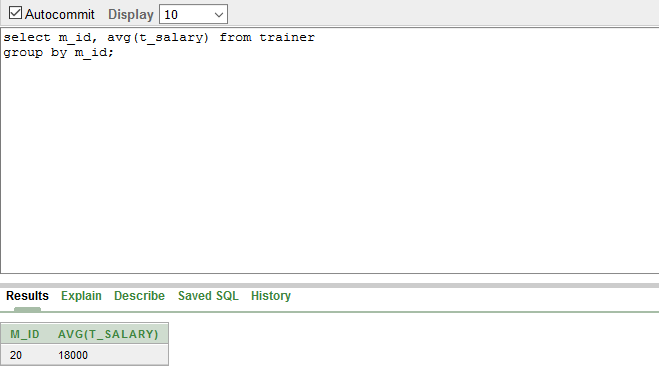 Autocommit Display 10
select m_id, avg(t_salary) from trainer
group by m_id;
Results Explain Describe Saved SQL History
M_ID AVG(T_SALARY)
20 18000